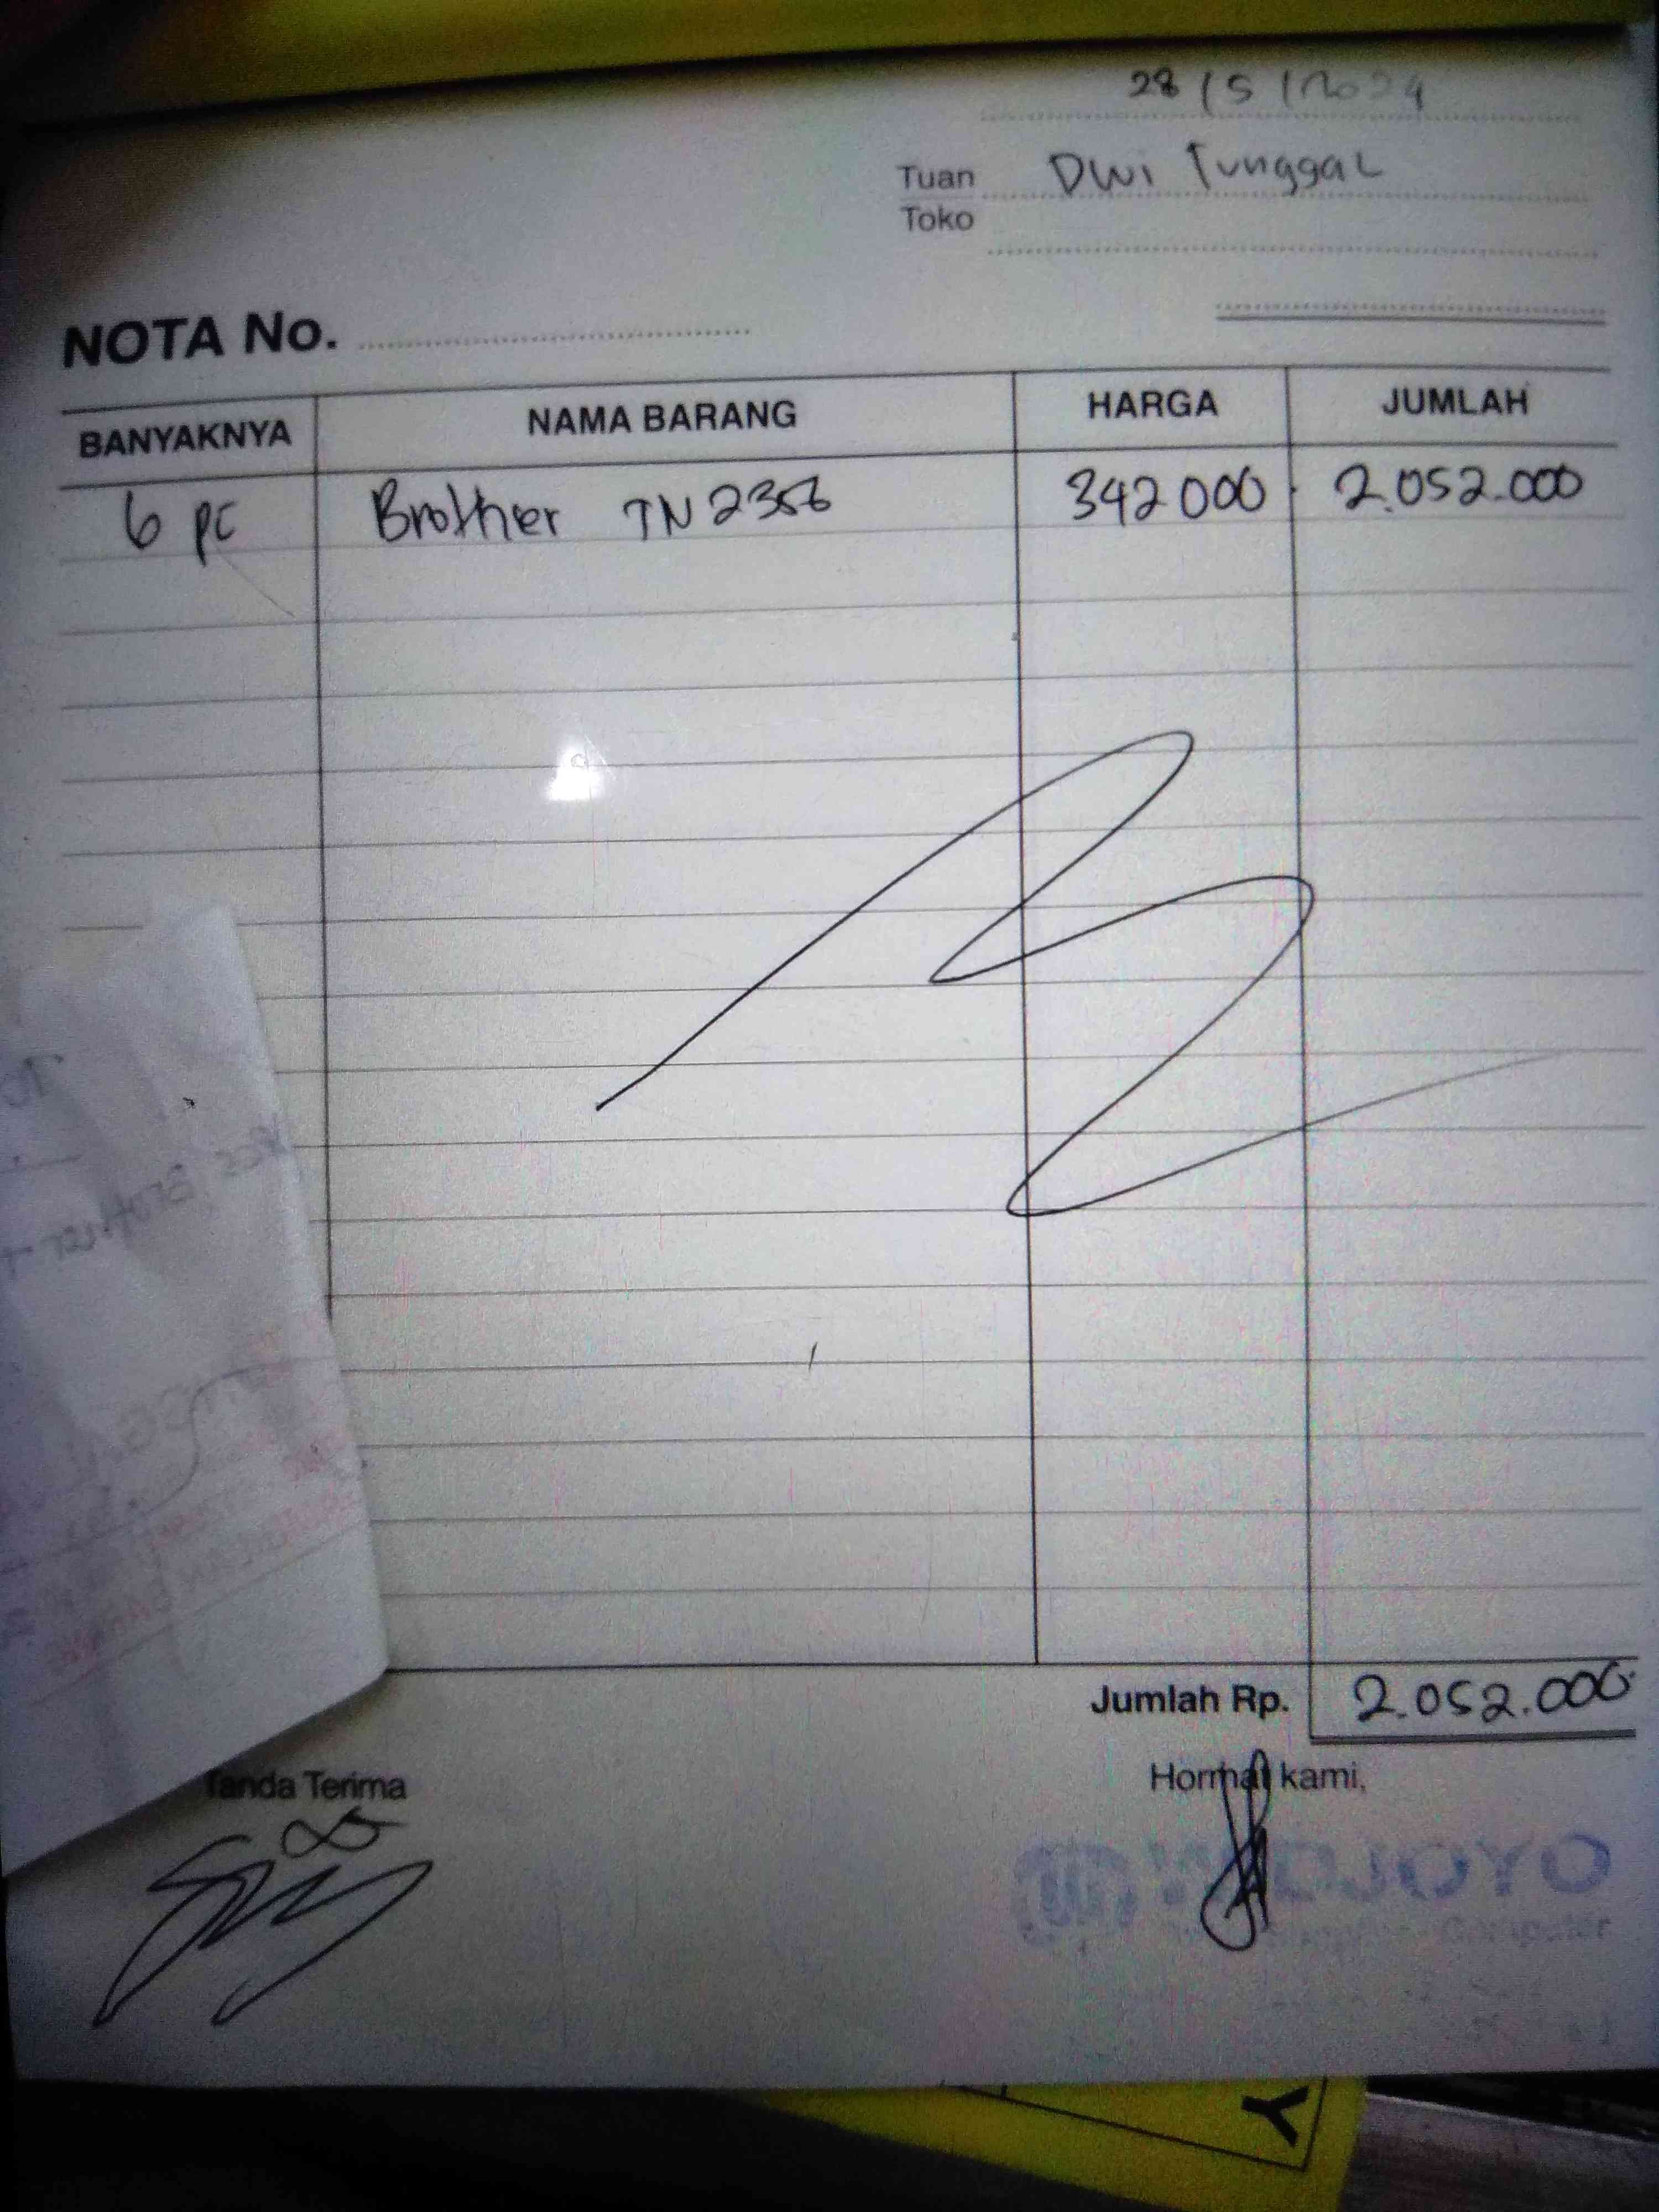 28/5/2024
Tuan Dwi Tunggal
Toko
NOTA No.
BANYAKNYA NAMA BARANG HARGA JUMLAH
6 pc Brother TN 2356 342000 2.052.000
Jumlah Rp. 2.052.000
Tanda Terima Hormat kami,
Computer
Y